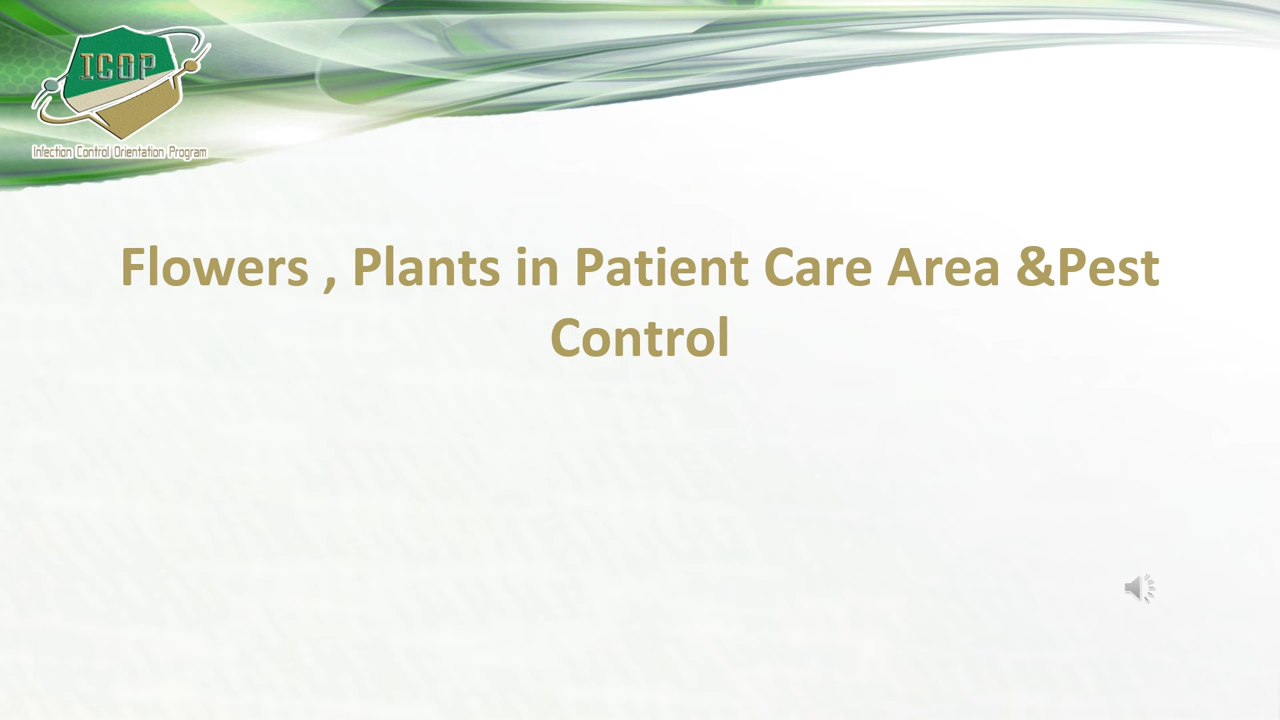 ICOP
Infection Control Orientation Program
Flowers , Plants in Patient Care Area &Pest
Control